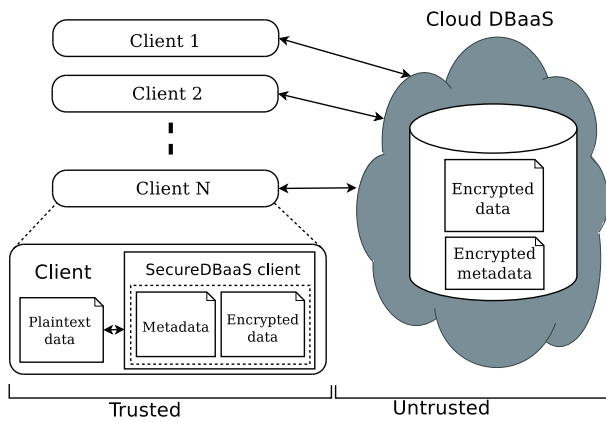 Cloud DBaaS
Client 1
Client 2
Client N
Encrypted
data
Encrypted
metadata
Client
SecureDBaaS client
Plaintext
data
Metadata
Encrypted
data
Trusted
Untrusted